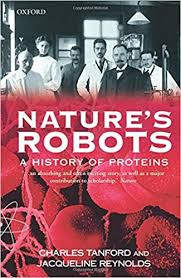 OXFORD
NATURE'S
ROBOTS
A HISTORY OF PROTEINS
an absorbing and often exciting story, as well as a major
contribution to scholarship.' Nature
CHARLES TANFORD and
JACQUELINE REYNOLDS